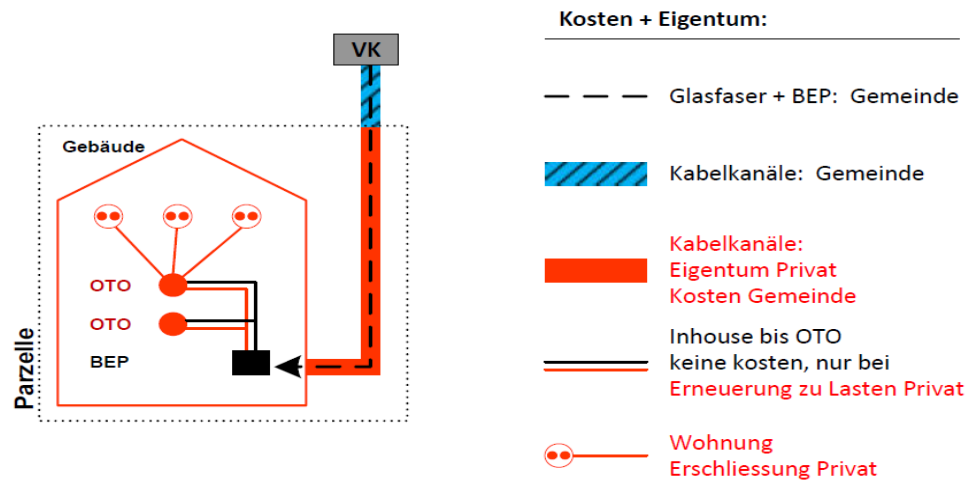 VK
Gebäude
OTO
OTO
BEP
Parzelle
Kosten + Eigentum:
Glasfaser + BEP: Gemeinde
Kabelkanäle: Gemeinde
Kabelkanäle:
Eigentum Privat
Kosten Gemeinde
Inhouse bis OTO
keine kosten, nur bei
Erneuerung zu Lasten Privat
Wohnung
Erschliessung Privat